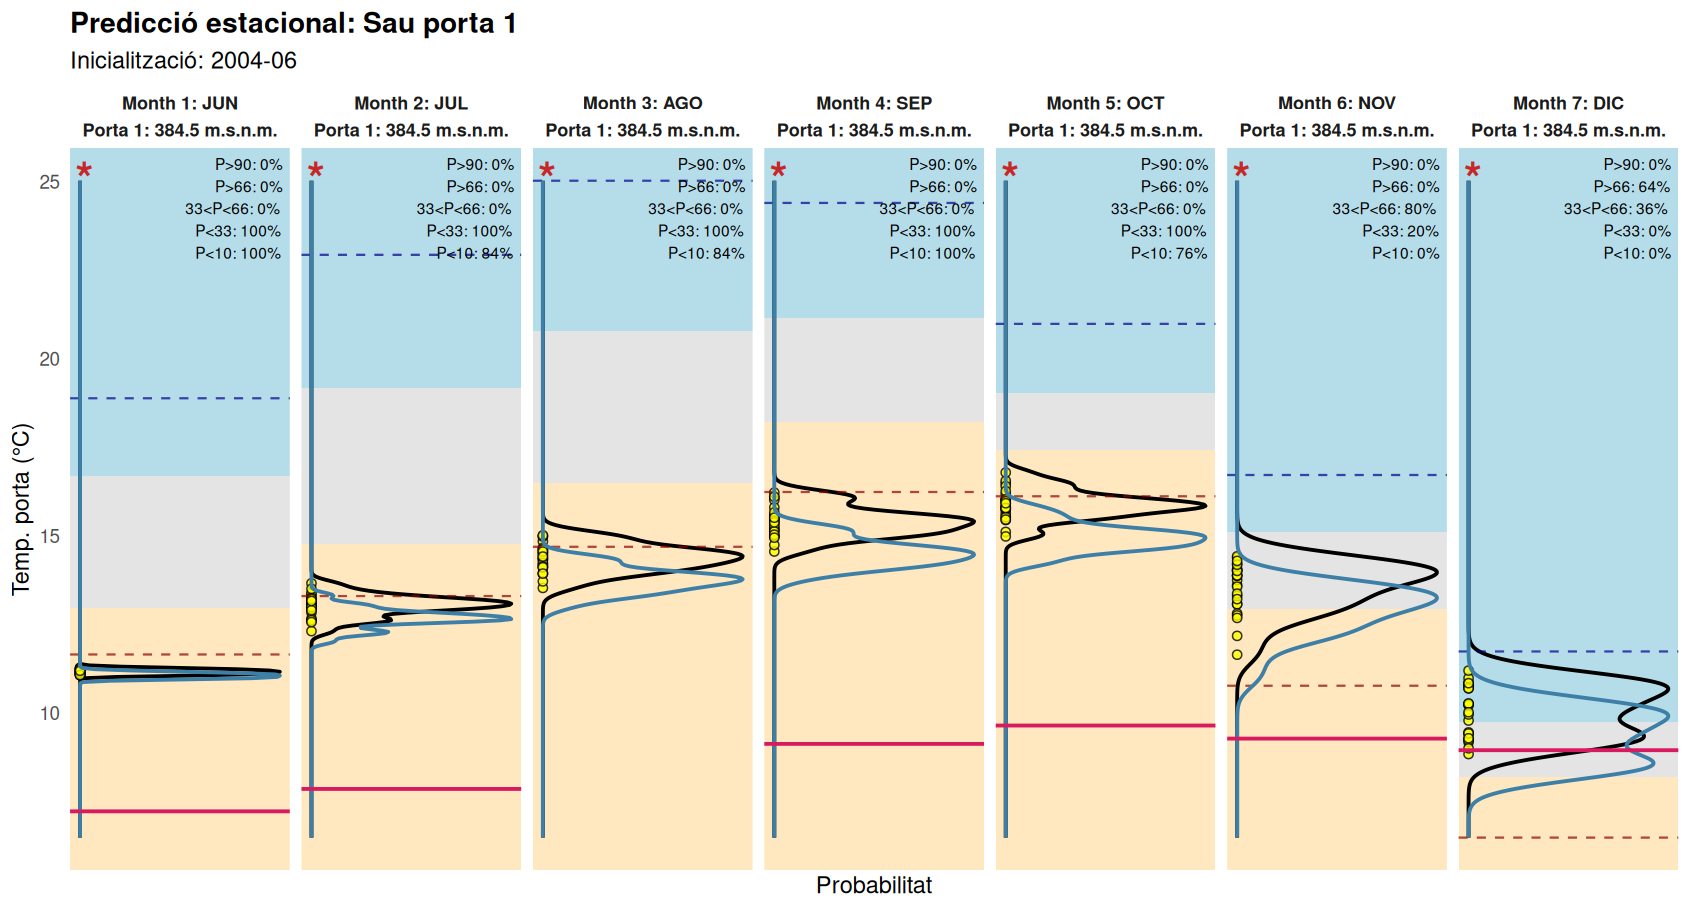 Predicció estacional: Sau porta 1
Inicialització: 2004-06
Month 1: JUN
Porta 1: 384.5 m.s.n.m.
Month 2: JUL
Porta 1: 384.5 m.s.n.m.
Month 3: AGO
Porta 1: 384.5 m.s.n.m.
Month 4: SEP
Porta 1: 384.5 m.s.n.m.
Month 5: OCT
Porta 1: 384.5 m.s.n.m.
Month 6: NOV
Porta 1: 384.5 m.s.n.m.
Month 7: DIC
Porta 1: 384.5 m.s.n.m.
*
P>90: 0%
P>66: 0%
33<P<66: 0%
P<33: 100%
P<10: 100%
*
P>90: 0%
P>66: 0%
33<P<66: 0%
P<33: 100%
P<10: 84%
*
P>90: 0%
P>66: 0%
33<P<66: 0%
P<33: 100%
P<10: 84%
*
P>90: 0%
P>66: 0%
33<P<66: 0%
P<33: 100%
P<10: 100%
*
P>90: 0%
P>66: 0%
33<P<66: 0%
P<33: 100%
P<10: 76%
*
P>90: 0%
P>66: 0%
33<P<66: 80%
P<33: 20%
P<10: 0%
*
P>90: 0%
P>66: 64%
33<P<66: 36%
P<33: 0%
P<10: 0%
25
20
15
10
Temp. porta (°C)
Probabilitat